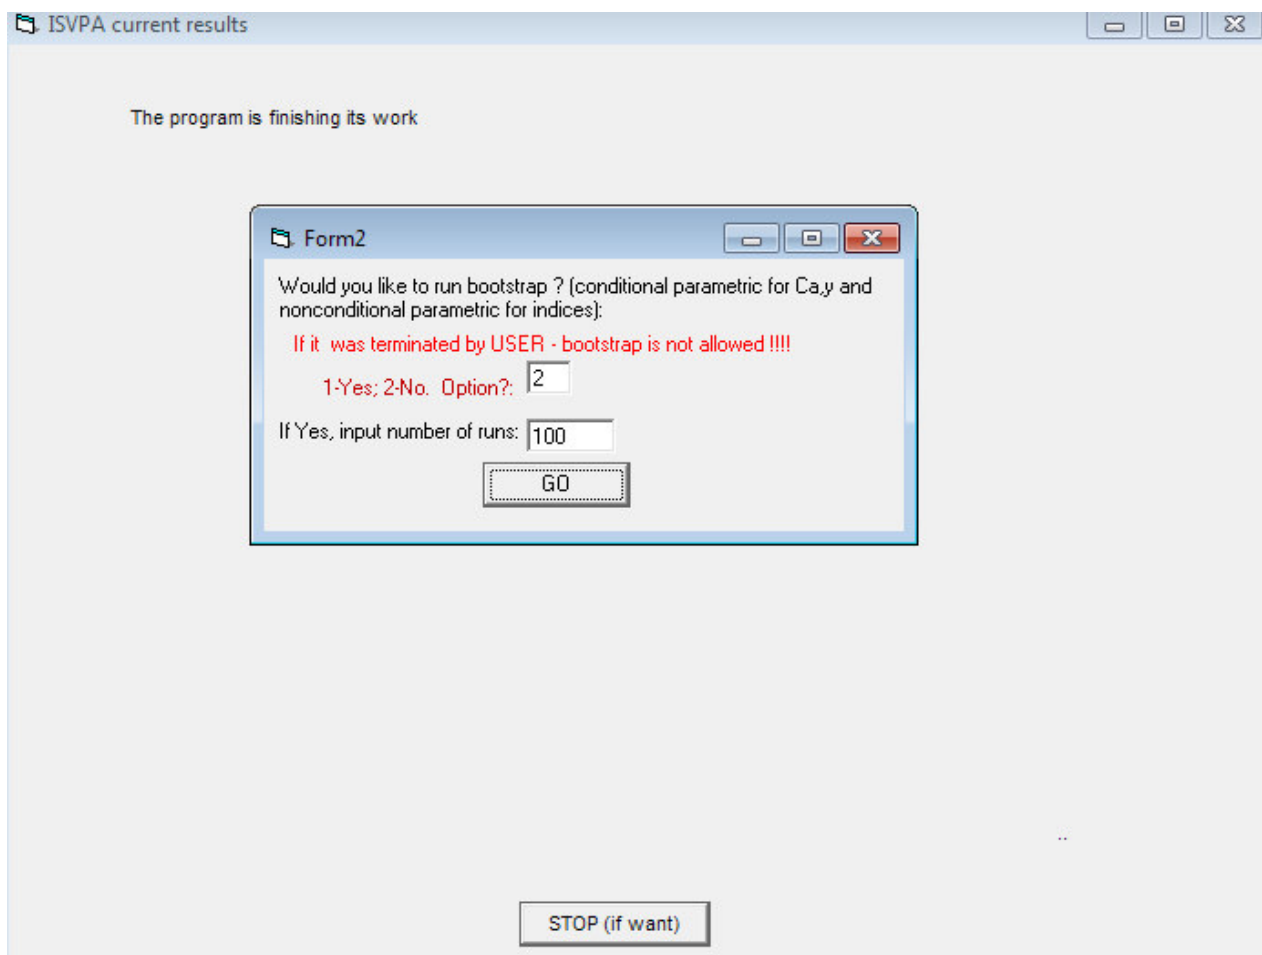 ISVPA current results
The program is finishing its work
Form2
Would you like to run bootstrap ? (conditional parametric for Ca,y and
nonconditional parametric for indices):
If it  was terminated by USER - bootstrap is not allowed !!!!
1-Yes; 2-No.  Option?: 2
If Yes, input number of runs: 100
GO
..
STOP (if want)